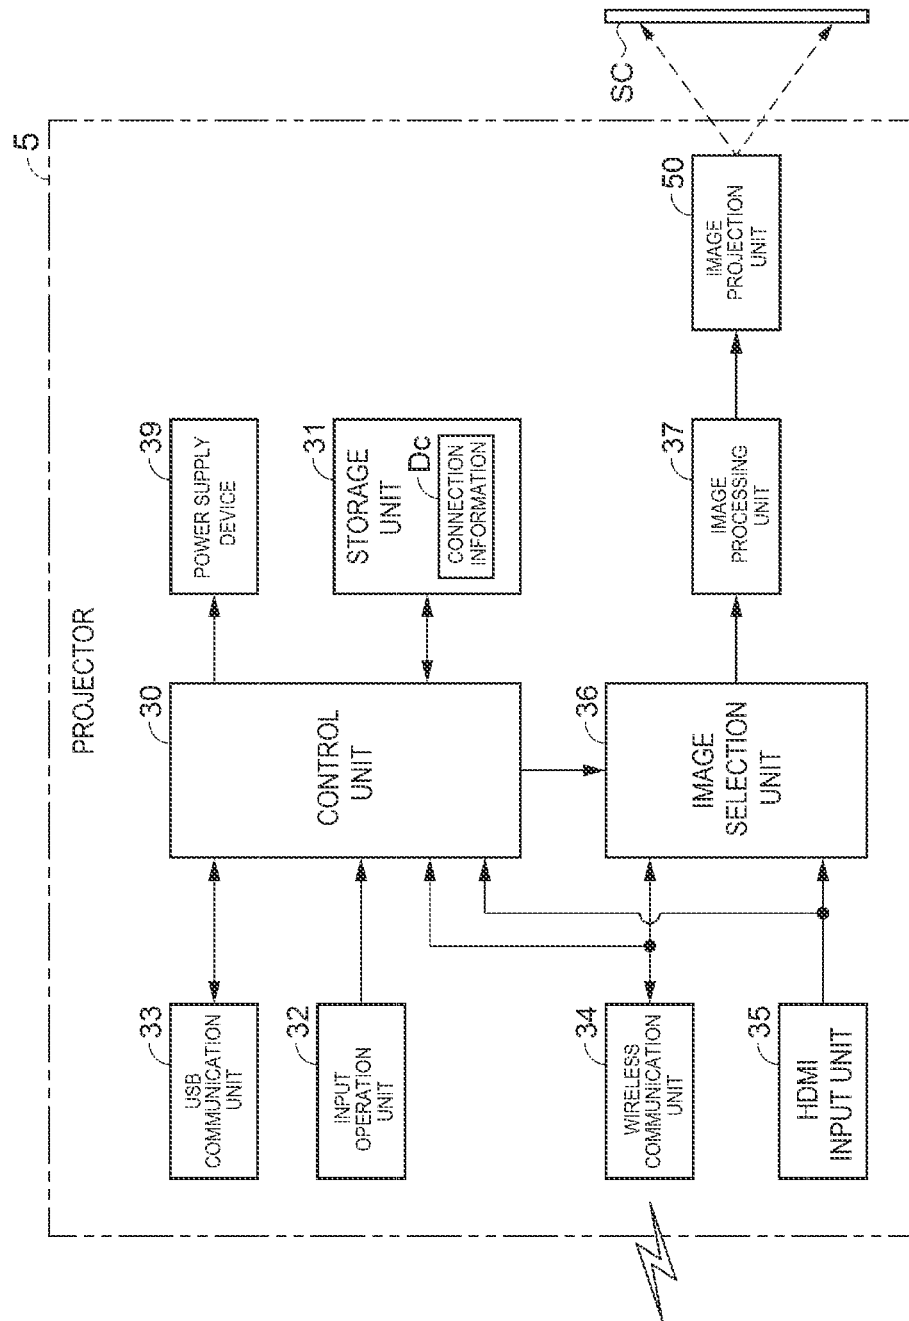 5
PROJECTOR
33
USB
COMMUNICATION
UNIT
30
CONTROL
UNIT
39
POWER SUPPLY
DEVICE
32
INPUT
OPERATION
UNIT
31
STORAGE
UNIT
Dc
CONNECTION
INFORMATION
34
WIRELESS
COMMUNICATION
UNIT
36
IMAGE
SELECTION
UNIT
37
IMAGE
PROCESSING
UNIT
50
IMAGE
PROJECTION
UNIT
SC
35
HDMI
INPUT UNIT